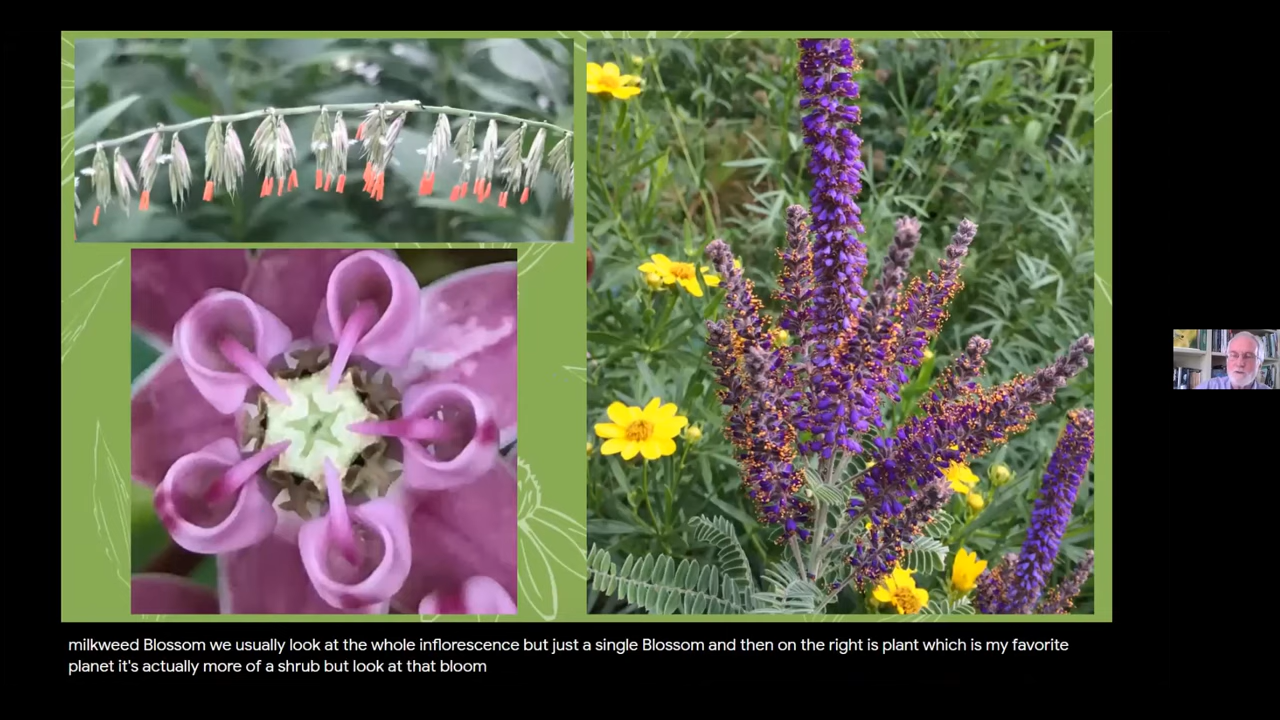 milkweed Blossom we usually look at the whole inflorescence but just a single Blossom and then on the right is plant which is my favorite
planet it's actually more of a shrub but look at that bloom